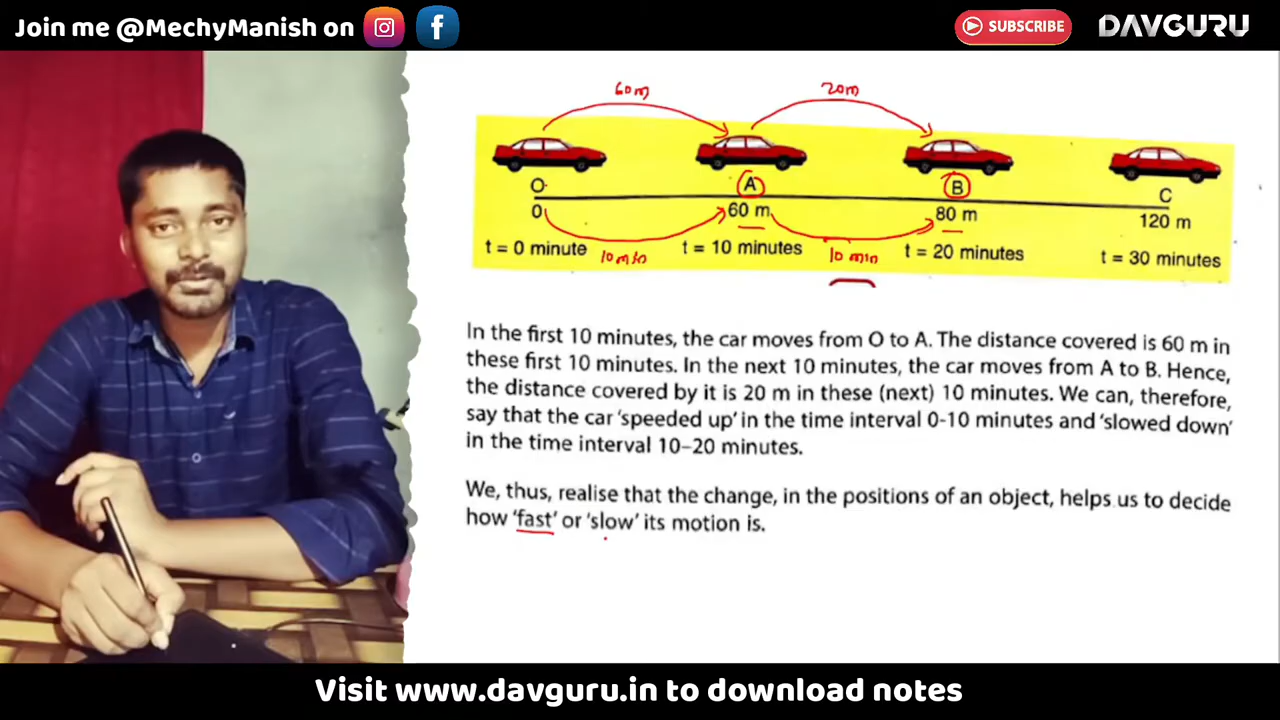 Join me @MechyManish on
SUBSCRIBE
DAVGURU
60m
20m
O
A
B
C
0
60 m
80 m
120 m
t = 0 minute
10 min
t = 10 minutes
10 min
t = 20 minutes
t = 30 minutes
In the first 10 minutes, the car moves from O to A. The distance covered is 60 m in
these first 10 minutes. In the next 10 minutes, the car moves from A to B. Hence,
the distance covered by it is 20 m in these (next) 10 minutes. We can, therefore,
say that the car ‘speeded up’ in the time interval 0-10 minutes and ‘slowed down’
in the time interval 10–20 minutes.
We, thus, realise that the change, in the positions of an object, helps us to decide
how ‘fast’ or ‘slow’ its motion is.
Visit www.davguru.in to download notes